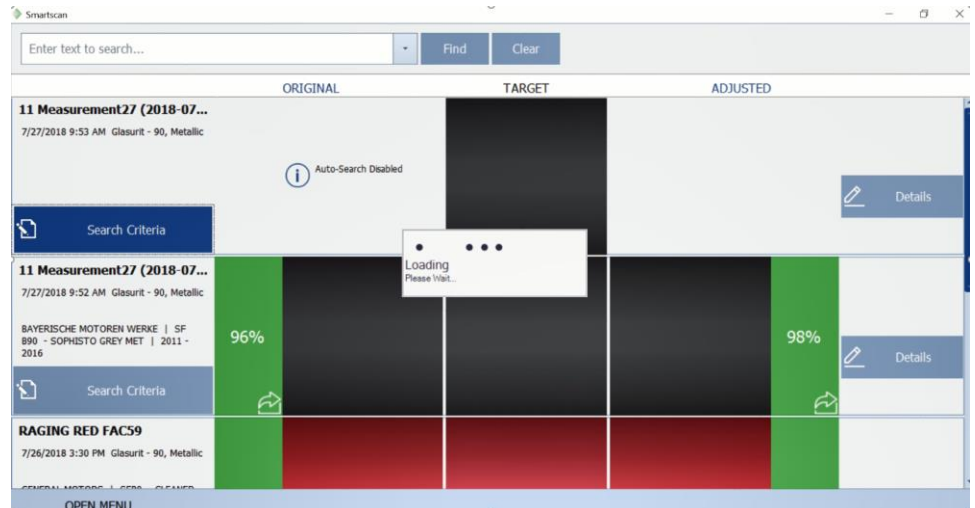 Smartscan
Enter text to search...
Find
Clear
ORIGINAL
TARGET
ADJUSTED
11 Measurement27 (2018-07...
7/27/2018 9:53 AM Glasurit - 90, Metallic
Auto-Search Disabled
Details
Search Criteria
Loading
Please Wait...
11 Measurement27 (2018-07...
7/27/2018 9:52 AM Glasurit - 90, Metallic
BAYERISCHE MOTOREN WERKE | SF
B90 - SOPHISTO GREY MET | 2011 -
2016
96%
98%
Details
Search Criteria
RAGING RED FAC59
7/26/2018 3:30 PM Glasurit - 90, Metallic
GENERAL MOTORS
OPEN MENU